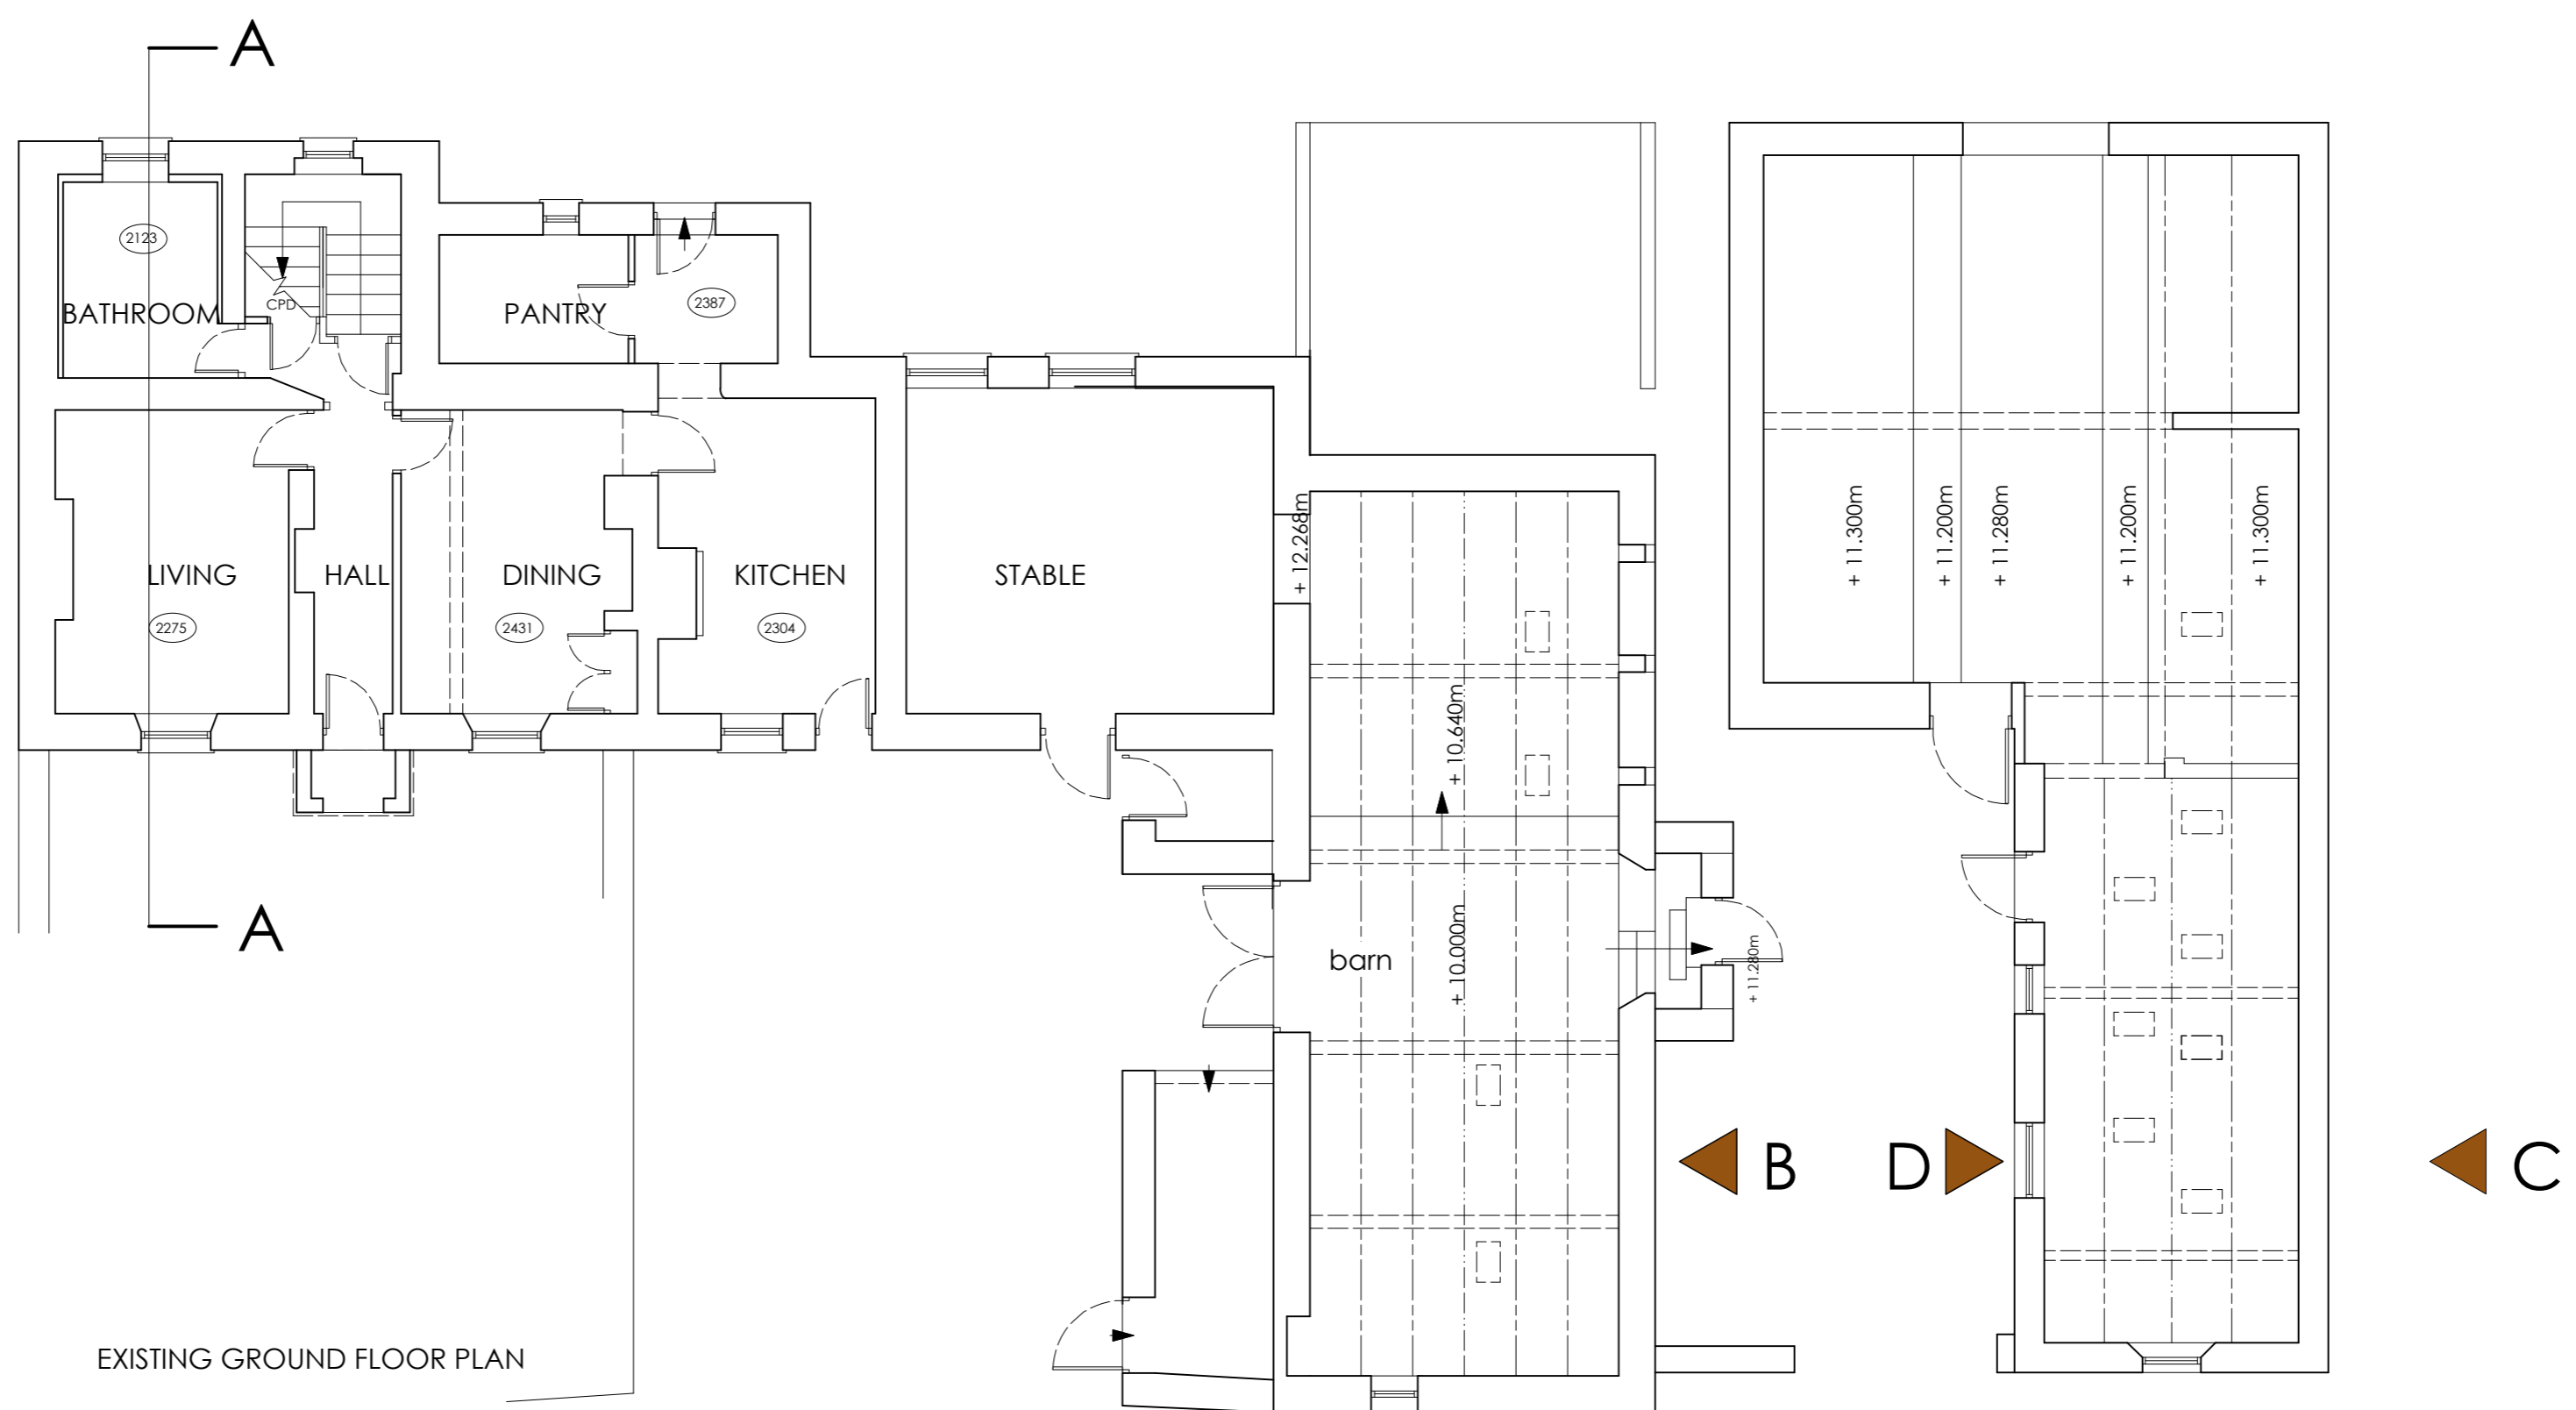 A
2123
CPD
BATHROOM
PANTRY
2387
LIVING
HALL
DINING
KITCHEN
STABLE
2275
2431
2304
+ 12.268m
+ 10.640m
+ 11.300m
+ 11.200m
+ 11.280m
+ 11.200m
+ 11.300m
A
barn
+ 10.000m
+ 11.280m
B
D
C
EXISTING GROUND FLOOR PLAN